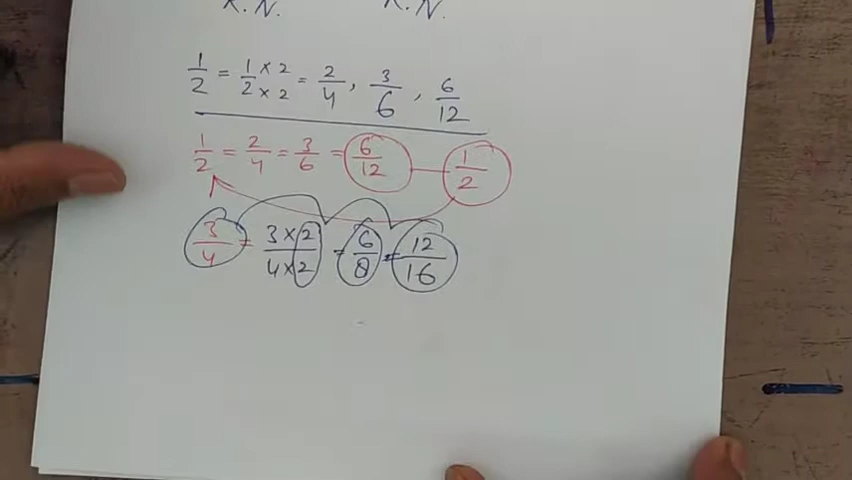 R.N. R.N.
1/2 = 1×2/2×2 = 2/4, 3/6, 6/12
1/2 = 2/4 = 3/6 = 6/12 — 1/2
3/4 = 3×2/4×2 = 6/8 = 12/16